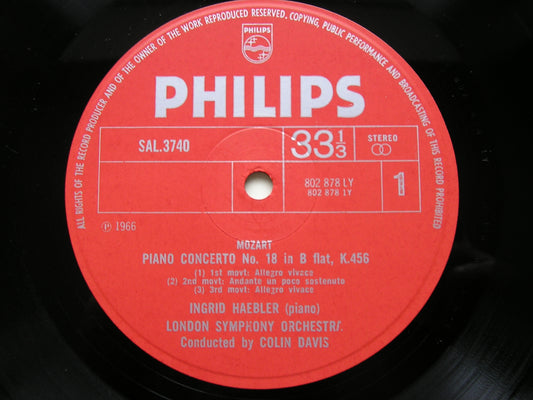 ALL RIGHTS OF THE RECORD PRODUCER AND OF THE OWNER OF THE WORK REPRODUCED RESERVED. COPYING, PUBLIC PERFORMANCE AND BROADCASTING OF THIS RECORD PROHIBITED
PHILIPS
PHILIPS
SAL.3740
33 1/3
STEREO
802 878 LY
802 878 1Y
1
Ⓟ 1966
MOZART
PIANO CONCERTO No. 18 in B flat, K.456
(1) 1st movt: Allegro vivace
(2) 2nd movt: Andante un poco sostenuto
(3) 3rd movt: Allegro vivace
INGRID HAEBLER (piano)
LONDON SYMPHONY ORCHESTRA
Conducted by COLIN DAVIS